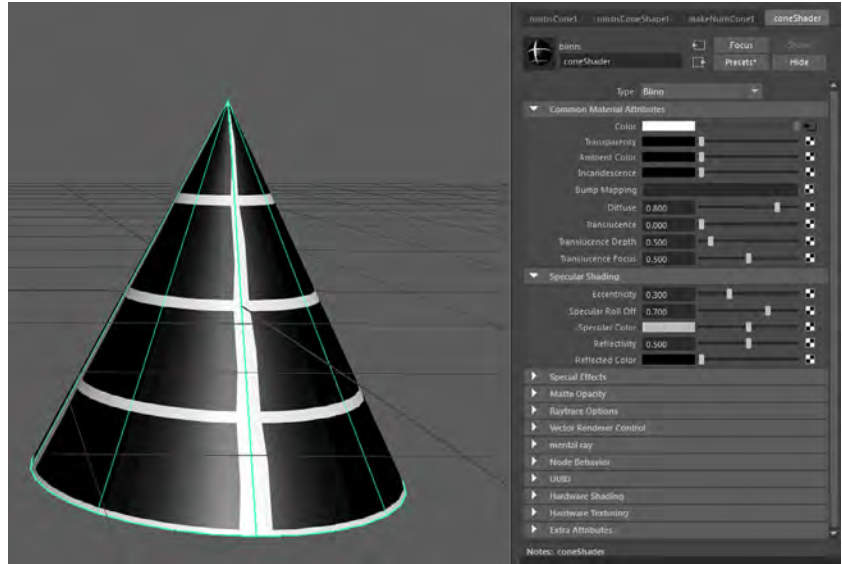 nurbsCone1 nurbsConeShape1 makeNurbCone1 coneShader
blinn: Focus Show
coneShader Presets* Hide
Type Blinn
Common Material Attributes
Color
Transparency
Ambient Color
Incandescence
Bump Mapping
Diffuse 0.800
Translucence 0.000
Translucence Depth 0.500
Translucence Focus 0.500
Specular Shading
Eccentricity 0.300
Specular Roll Off 0.700
Specular Color
Reflectivity 0.500
Reflected Color
Special Effects
Matte Opacity
Raytrace Options
Vector Renderer Control
mental ray
Node Behavior
UUID
Hardware Shading
Hardware Texturing
Extra Attributes
Notes: coneShader